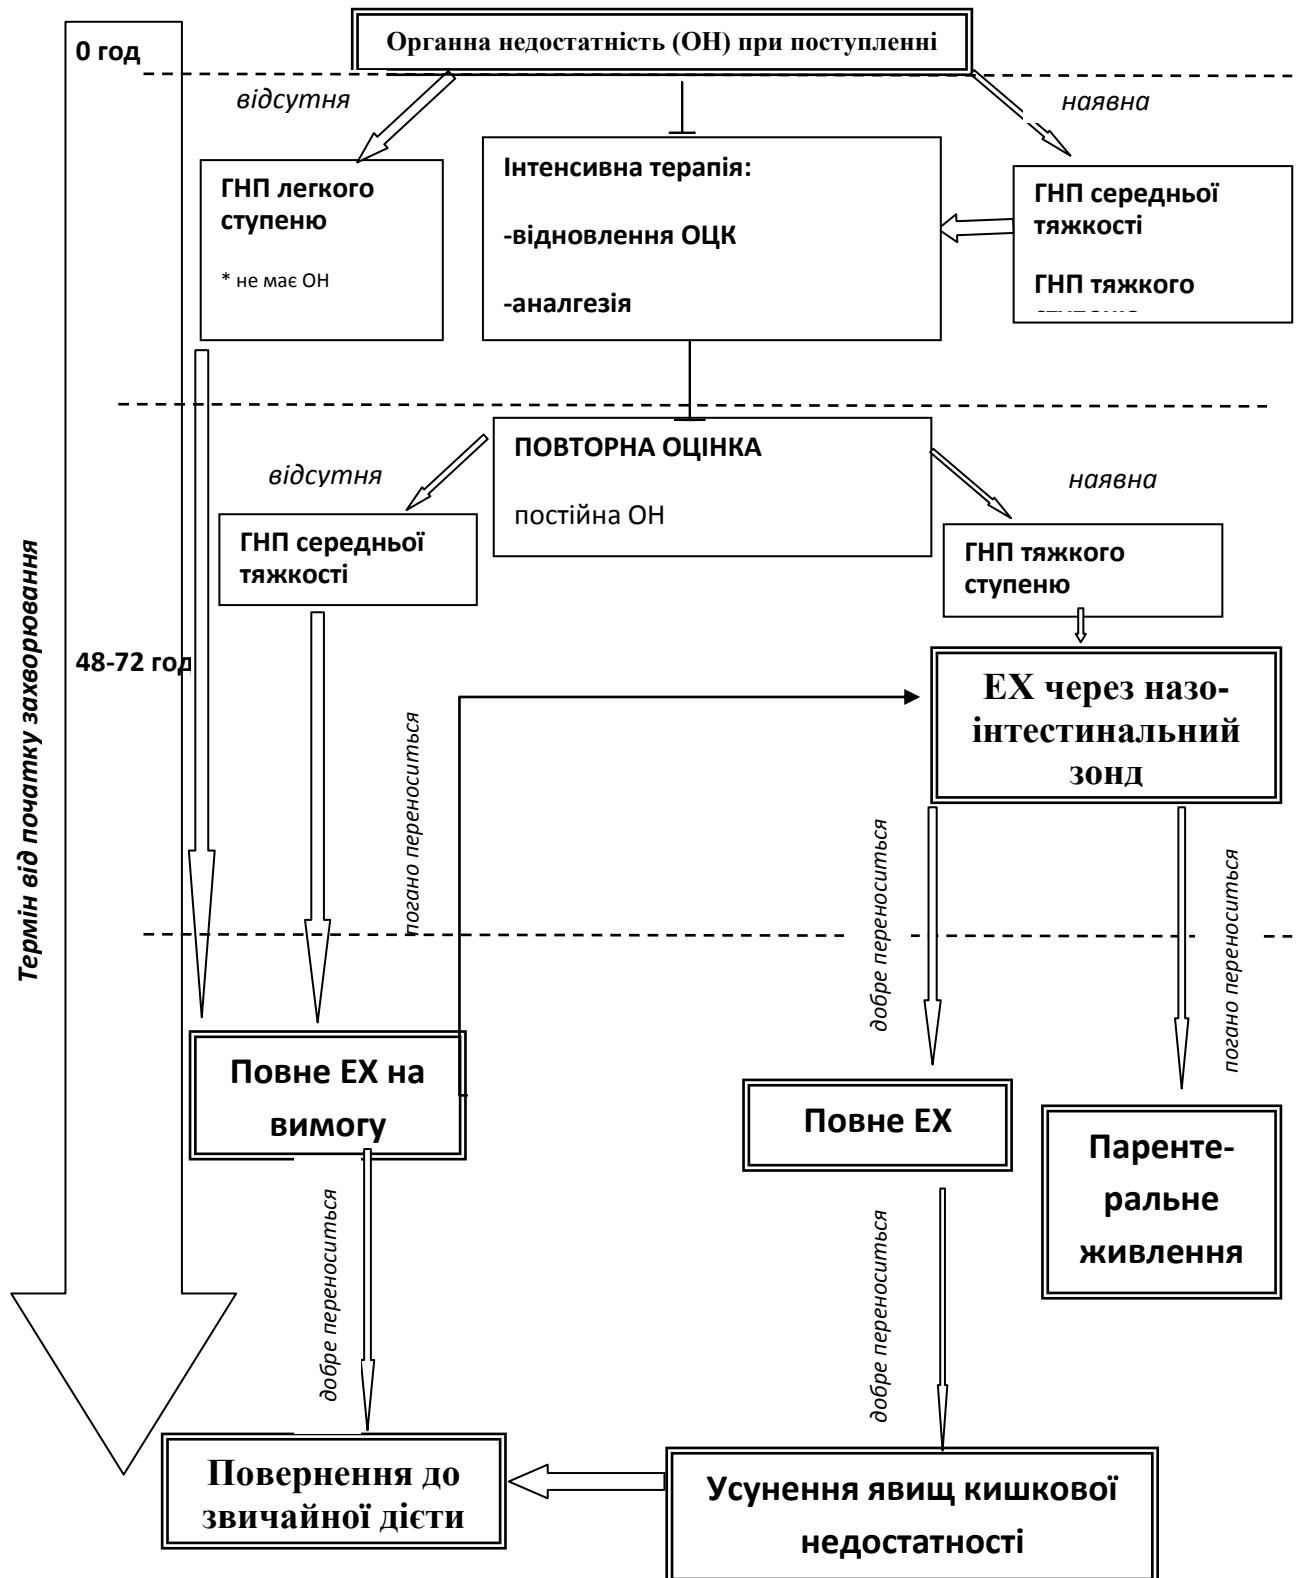 0 год
Органна недостатність (ОН) при поступленні
відсутня
наявна
ГНП легкого
ступеню
* не має ОН
Інтенсивна терапія:
-відновлення ОЦК
-аналгезія
ГНП середньої
тяжкості
ГНП тяжкого
відсутня
ПОВТОРНА ОЦІНКА
постійна ОН
наявна
ГНП середньої
тяжкості
ГНП тяжкого
ступеню
Термін від початку захворювання
48-72 год
ЕХ через назо-
інтестинальний
зонд
погано переноситься
добре переноситься
погано переноситься
Повне ЕХ на
вимогу
Повне ЕХ
Паренте-
ральне
живлення
добре переноситься
добре переноситься
Повернення до
звичайної дієти
Усунення явищ кишкової
недостатності